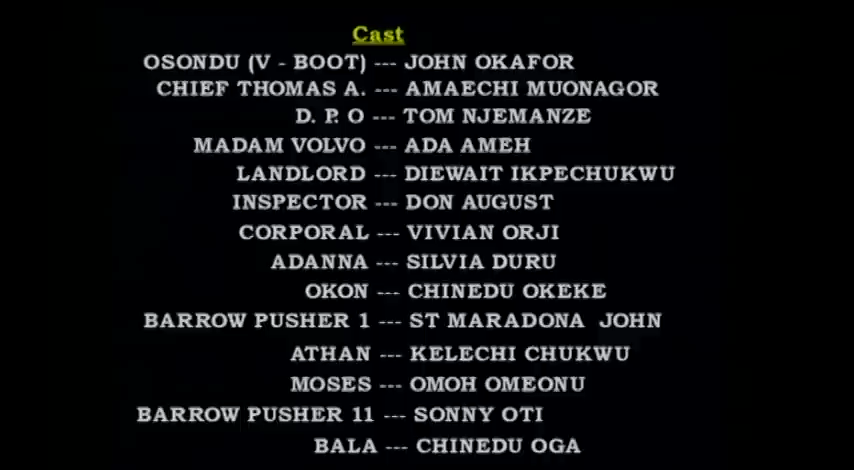 Cast
OSONDU (V - BOOT) --- JOHN OKAFOR
CHIEF THOMAS A. --- AMAECHI MUONAGOR
D. P. O --- TOM NJEMANZE
MADAM VOLVO --- ADA AMEH
LANDLORD --- DIEWAIT IKPECHUKWU
INSPECTOR --- DON AUGUST
CORPORAL --- VIVIAN ORJI
ADANNA --- SILVIA DURU
OKON --- CHINEDU OKEKE
BARROW PUSHER 1 --- ST MARADONA JOHN
ATHAN --- KELECHI CHUKWU
MOSES --- OMOH OMEONU
BARROW PUSHER 11 --- SONNY OTI
BALA --- CHINEDU OGA